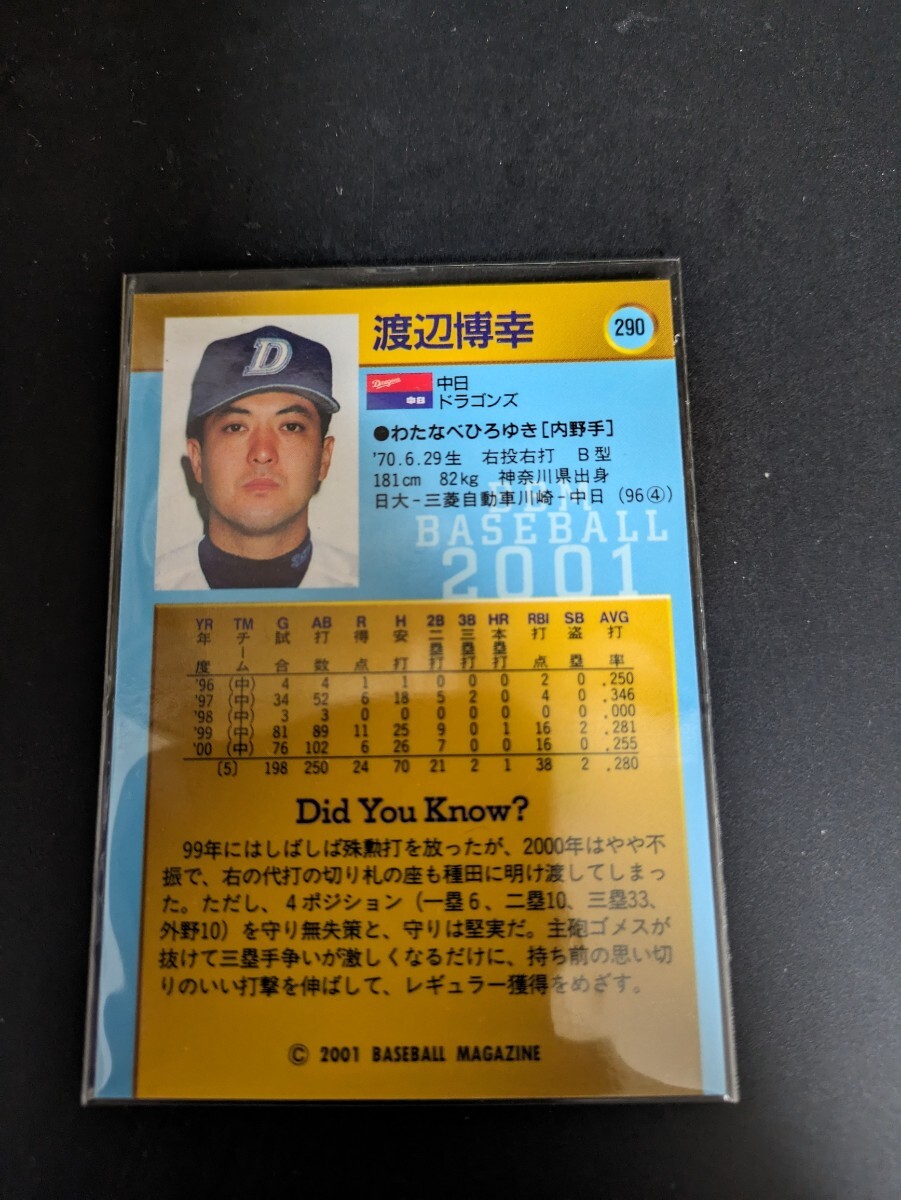 D
渡辺博幸
290
Dragons
中日
中日
ドラゴンズ
●わたなべひろゆき[内野手]
'70.6.29生 右投右打 B型
181cm 82kg 神奈川県出身
日大-三菱自動車川崎-中日(96④)
BBM
BASEBALL
2001
YR TM G AB R H 2B 3B HR RBI SB AVG
年度 チーム 試合 打数 得点 安打 二塁打 三塁打 本塁打 打点 盗塁 打率
'96 (中) 4 4 1 1 0 0 0 2 0 .250
'97 (中) 34 52 6 18 5 2 0 4 0 .346
'98 (中) 3 3 0 0 0 0 0 0 0 .000
'99 (中) 81 89 11 25 9 0 1 16 2 .281
'00 (中) 76 102 6 26 7 0 0 16 0 .255
〔5〕 198 250 24 70 21 2 1 38 2 .280
Did You Know?
99年にはしばしば殊勲打を放ったが、2000年はやや不
振で、右の代打の切り札の座も種田に明け渡してしまっ
た。ただし、4ポジション(一塁6、二塁10、三塁33、
外野10)を守り無失策と、守りは堅実だ。主砲ゴメスが
抜けて三塁手争いが激しくなるだけに、持ち前の思い切
りのいい打撃を伸ばして、レギュラー獲得をめざす。
© 2001 BASEBALL MAGAZINE